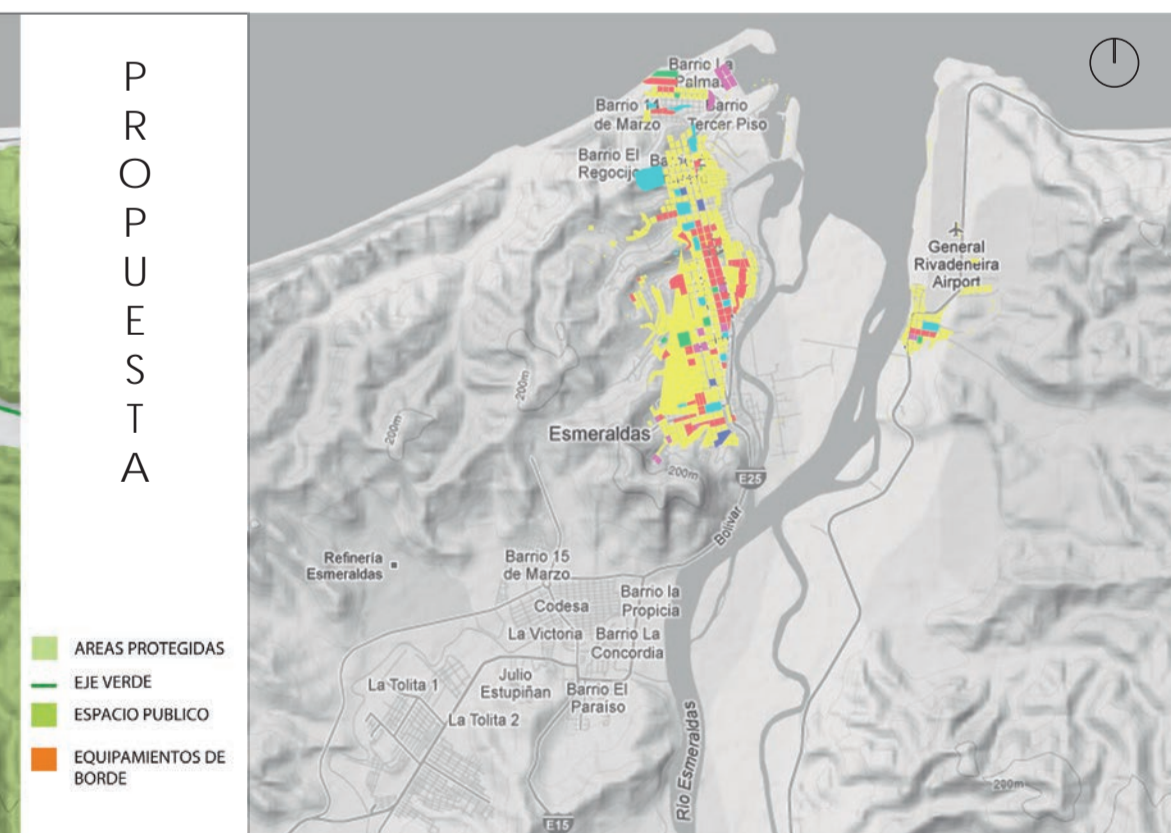 PROPUESTA
AREAS PROTEGIDAS
EJE VERDE
ESPACIO PUBLICO
EQUIPAMIENTOS DE
BORDE
Barrio La
Palma
Barrio 11
de Marzo
Barrio
Tercer Piso
Barrio El
Regocijo
General
Rivadeneira
Airport
200m
200m
Esmeraldas
200m
E25
Bolívar
Refinería
Esmeraldas
Barrio 15
de Marzo
Codesa
Barrio la
Propicia
La Victoria
Barrio La
Concordia
La Tolita 1
Julio
Estupiñan
Barrio El
Paraiso
La Tolita 2
Río Esmeraldas
200m
E15